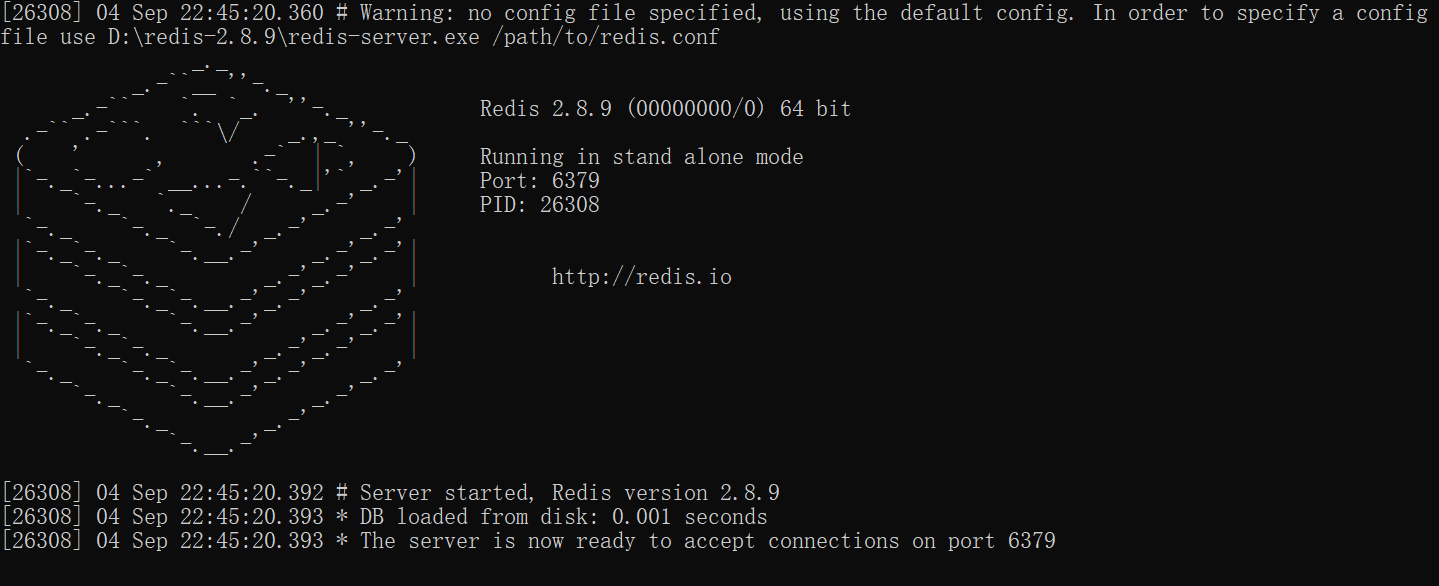 [26308] 04 Sep 22:45:20.360 # Warning: no config file specified, using the default config. In order to specify a config
file use D:\redis-2.8.9\redis-server.exe /path/to/redis.conf
Redis 2.8.9 (00000000/0) 64 bit
Running in stand alone mode
Port: 6379
PID: 26308
http://redis.io
[26308] 04 Sep 22:45:20.392 # Server started, Redis version 2.8.9
[26308] 04 Sep 22:45:20.393 * DB loaded from disk: 0.001 seconds
[26308] 04 Sep 22:45:20.393 * The server is now ready to accept connections on port 6379